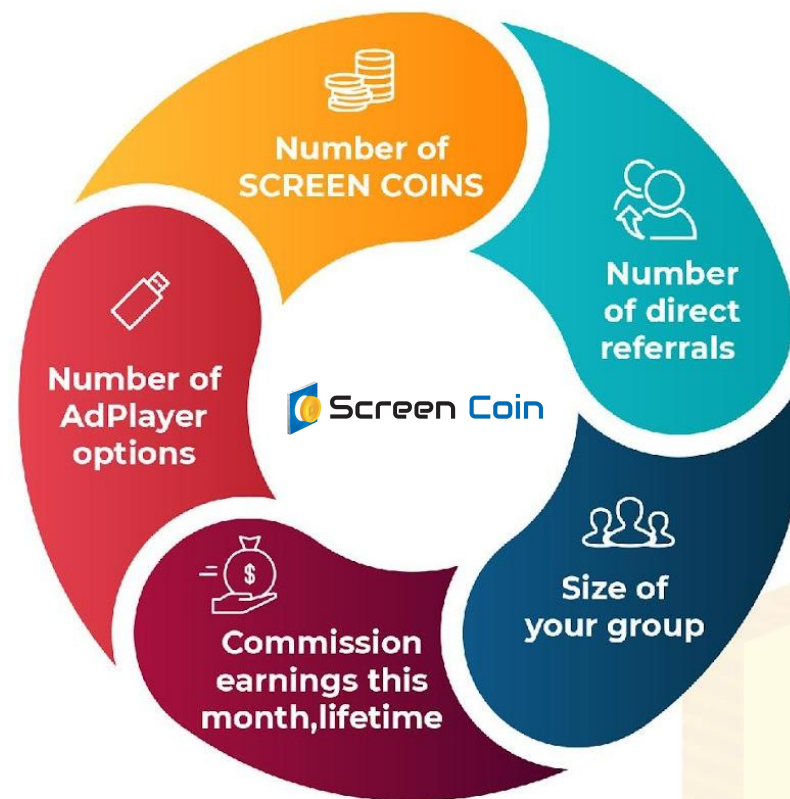 Number of
SCREEN COINS
Number
of direct
referrals
Size of
your group
Commission
earnings this
month,lifetime
Number of
AdPlayer
options
Screen Coin
$